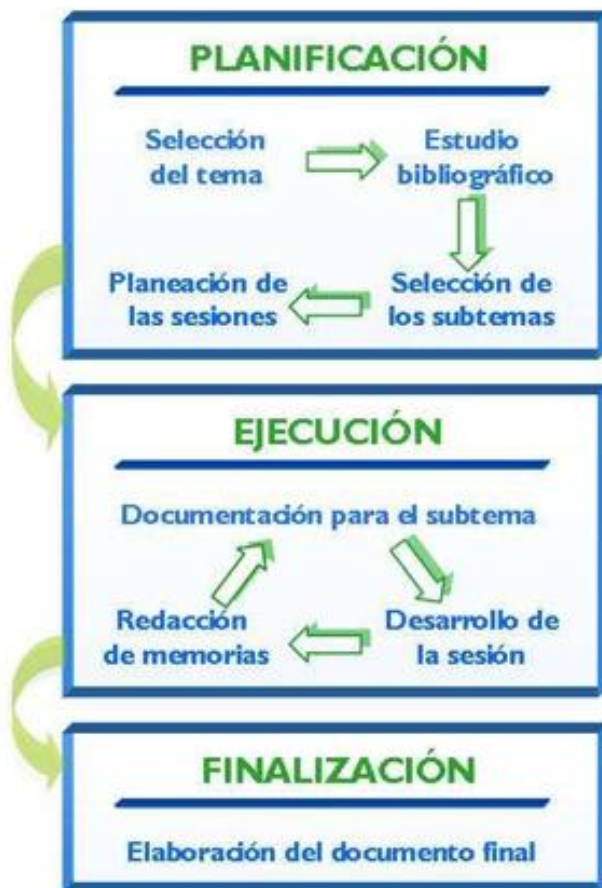 PLANIFICACIÓN
Selección
del tema
Estudio
bibliográfico
Planeación de
las sesiones
Selección de
los subtemas
EJECUCIÓN
Documentación para el subtema
Redacción
de memorias
Desarrollo de
la sesión
FINALIZACIÓN
Elaboración del documento final